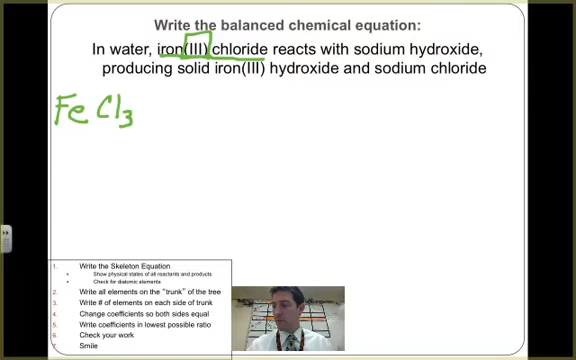 Write the balanced chemical equation:
In water, iron(III) chloride reacts with sodium hydroxide,
producing solid iron(III) hydroxide and sodium chloride
FeCl3
1. Write the Skeleton Equation
• Show physical states of all reactants and products
• Check for diatomic elements
2. Write all elements on the “trunk” of the tree
3. Write # of elements on each side of trunk
4. Change coefficients so both sides equal
5. Write coefficients in lowest possible ratio
6. Check your work
7. Smile